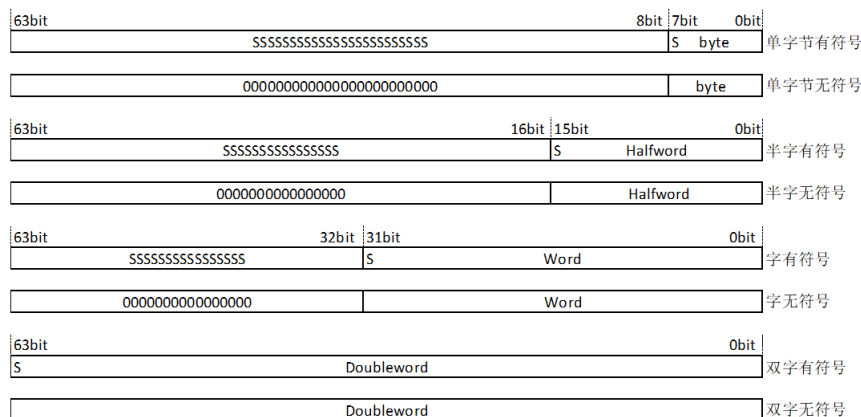 63bit 8bit 7bit 0bit
SSSSSSSSSSSSSSSSSSSSSSSS S byte 单字节有符号
000000000000000000000000 byte 单字节无符号
63bit 16bit 15bit 0bit
SSSSSSSSSSSSSSSS S Halfword 半字有符号
0000000000000000 Halfword 半字无符号
63bit 32bit 31bit 0bit
SSSSSSSSSSSSSSSS S Word 字有符号
0000000000000000 Word 字无符号
63bit 0bit
S Doubleword 双字有符号
Doubleword 双字无符号